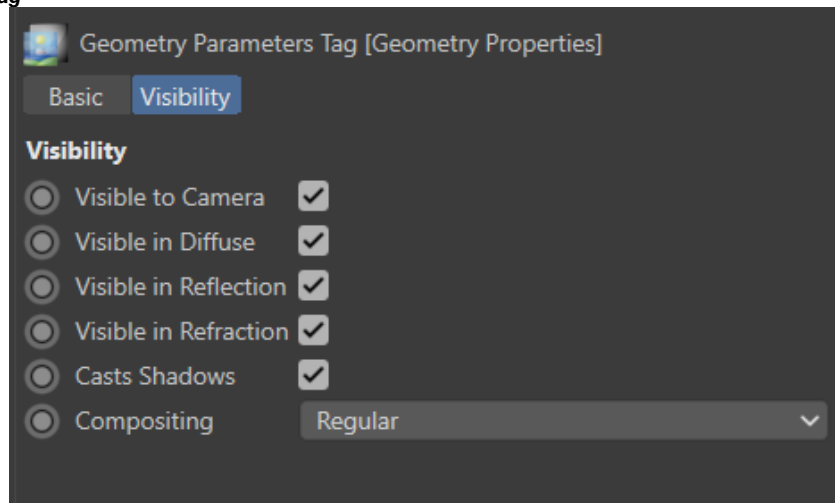 ug
Geometry Parameters Tag [Geometry Properties]
Basic Visibility
Visibility
Visible to Camera
Visible in Diffuse
Visible in Reflection
Visible in Refraction
Casts Shadows
Compositing Regular